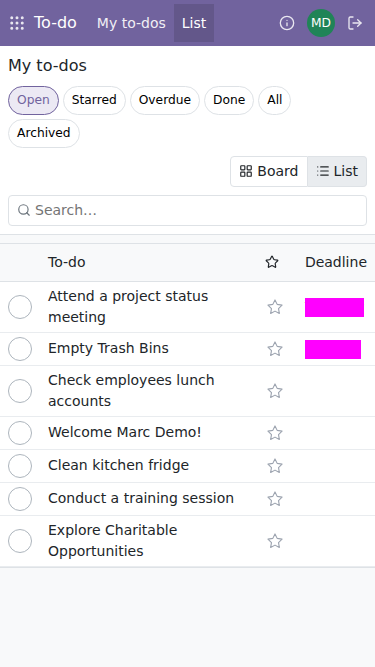 To-do My to-dos List MD
My to-dos
Open Starred Overdue Done All
Archived
Board List
Search...
To-do Deadline
Attend a project status
meeting
Empty Trash Bins
Check employees lunch
accounts
Welcome Marc Demo!
Clean kitchen fridge
Conduct a training session
Explore Charitable
Opportunities